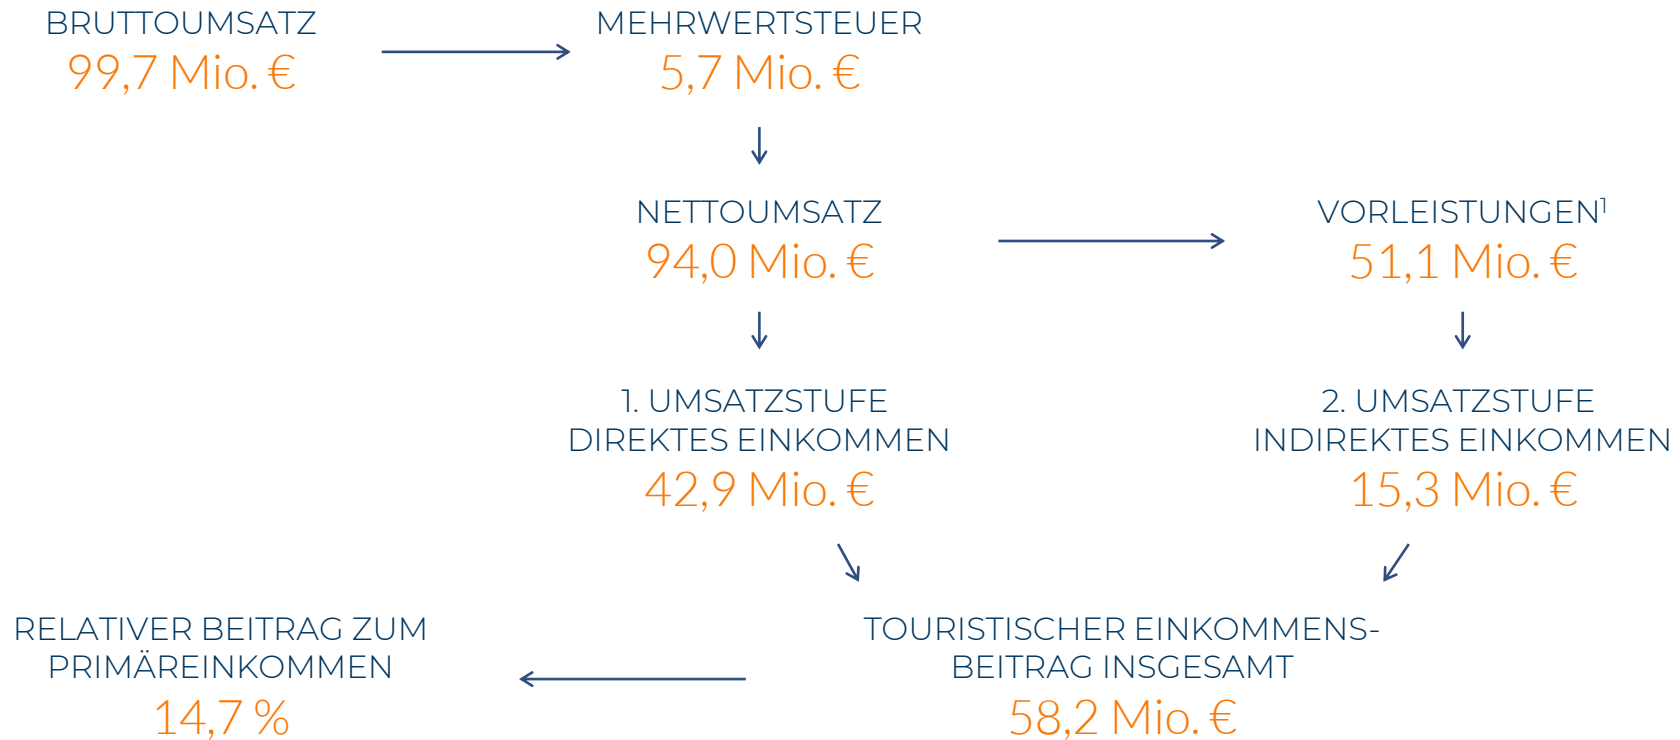 BRUTTOUMSATZ
99,7 Mio. €
MEHRWERTSTEUER
5,7 Mio. €
NETTOUMSATZ
94,0 Mio. €
VORLEISTUNGEN¹
51,1 Mio. €
1. UMSATZSTUFE
DIREKTES EINKOMMEN
42,9 Mio. €
2. UMSATZSTUFE
INDIREKTES EINKOMMEN
15,3 Mio. €
RELATIVER BEITRAG ZUM
PRIMÄREINKOMMEN
14,7 %
TOURISTISCHER EINKOMMENS-
BEITRAG INSGESAMT
58,2 Mio. €